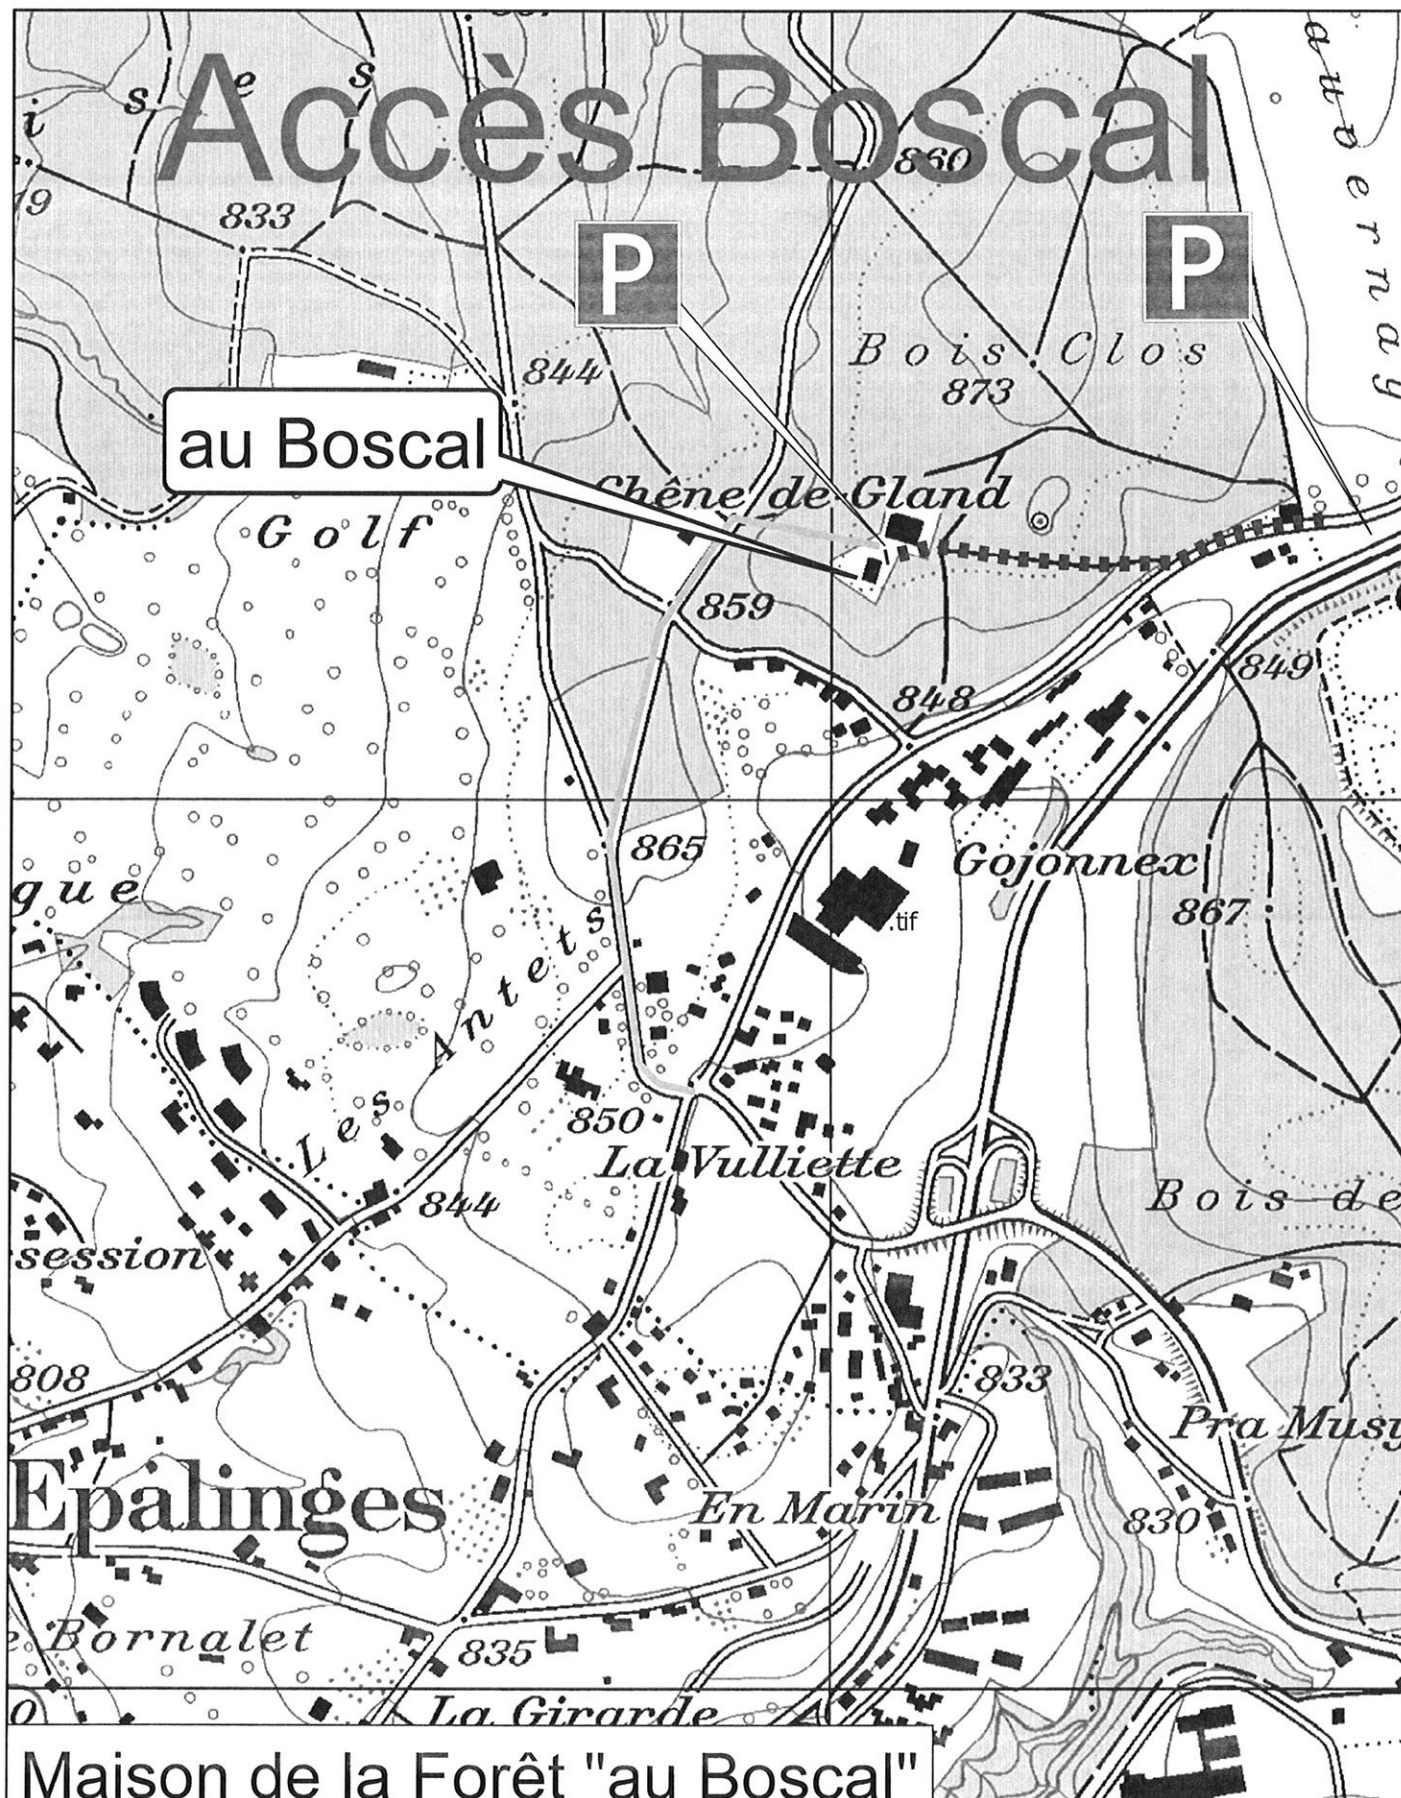 Accès Boscal
860
833
P
P
Bois Clos
844
873
au Boscal
Chêne de Gland
Golf
859
848
849
865
Gojonnex
gue
867
.tif
Les Antets
850
La Vulliette
844
Bois de
session
808
833
Pra Musy
Epalinges
En Marin
830
Bornalet
835
La Girarde
Maison de la Forêt "au Boscal"